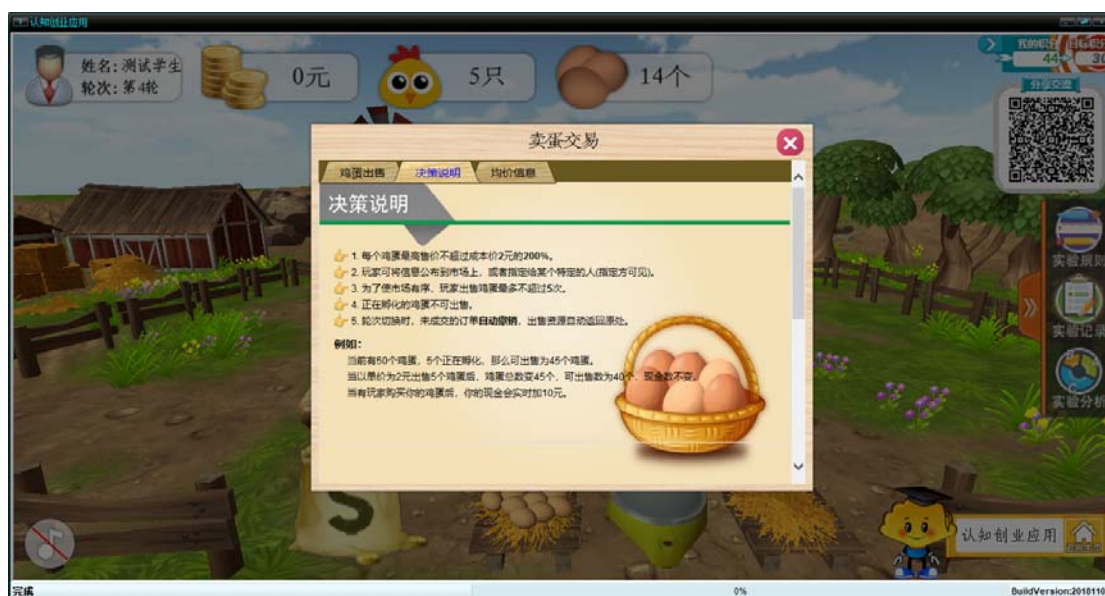 认知创业应用
姓名: 测试学生
轮次: 第4轮
0元
5只
14个
我的积分 目标积分
44
30
分享交流
卖蛋交易
鸡蛋出售
决策说明
均价信息
决策说明
1. 每个鸡蛋最高售价不超过成本价2元的200%。
2. 玩家可将信息公布到市场上，或者指定给某个特定的人(指定方可见)。
3. 为了使市场有序，玩家出售鸡蛋最多不超过5次。
4. 正在孵化的鸡蛋不可出售。
5. 轮次切换时，未成交的订单自动撤销，出售资源自动返回原处。
例如：
当前有50个鸡蛋，5个正在孵化，那么可出售为45个鸡蛋。
当以单价为2元出售5个鸡蛋后，鸡蛋总数变45个，可出售数为40个，现金数不变。
当有玩家购买你的鸡蛋后，你的现金会实时加10元。
实验规则
实验记录
实验分析
S
认知创业应用
完成
0%
BuildVersion:2018110